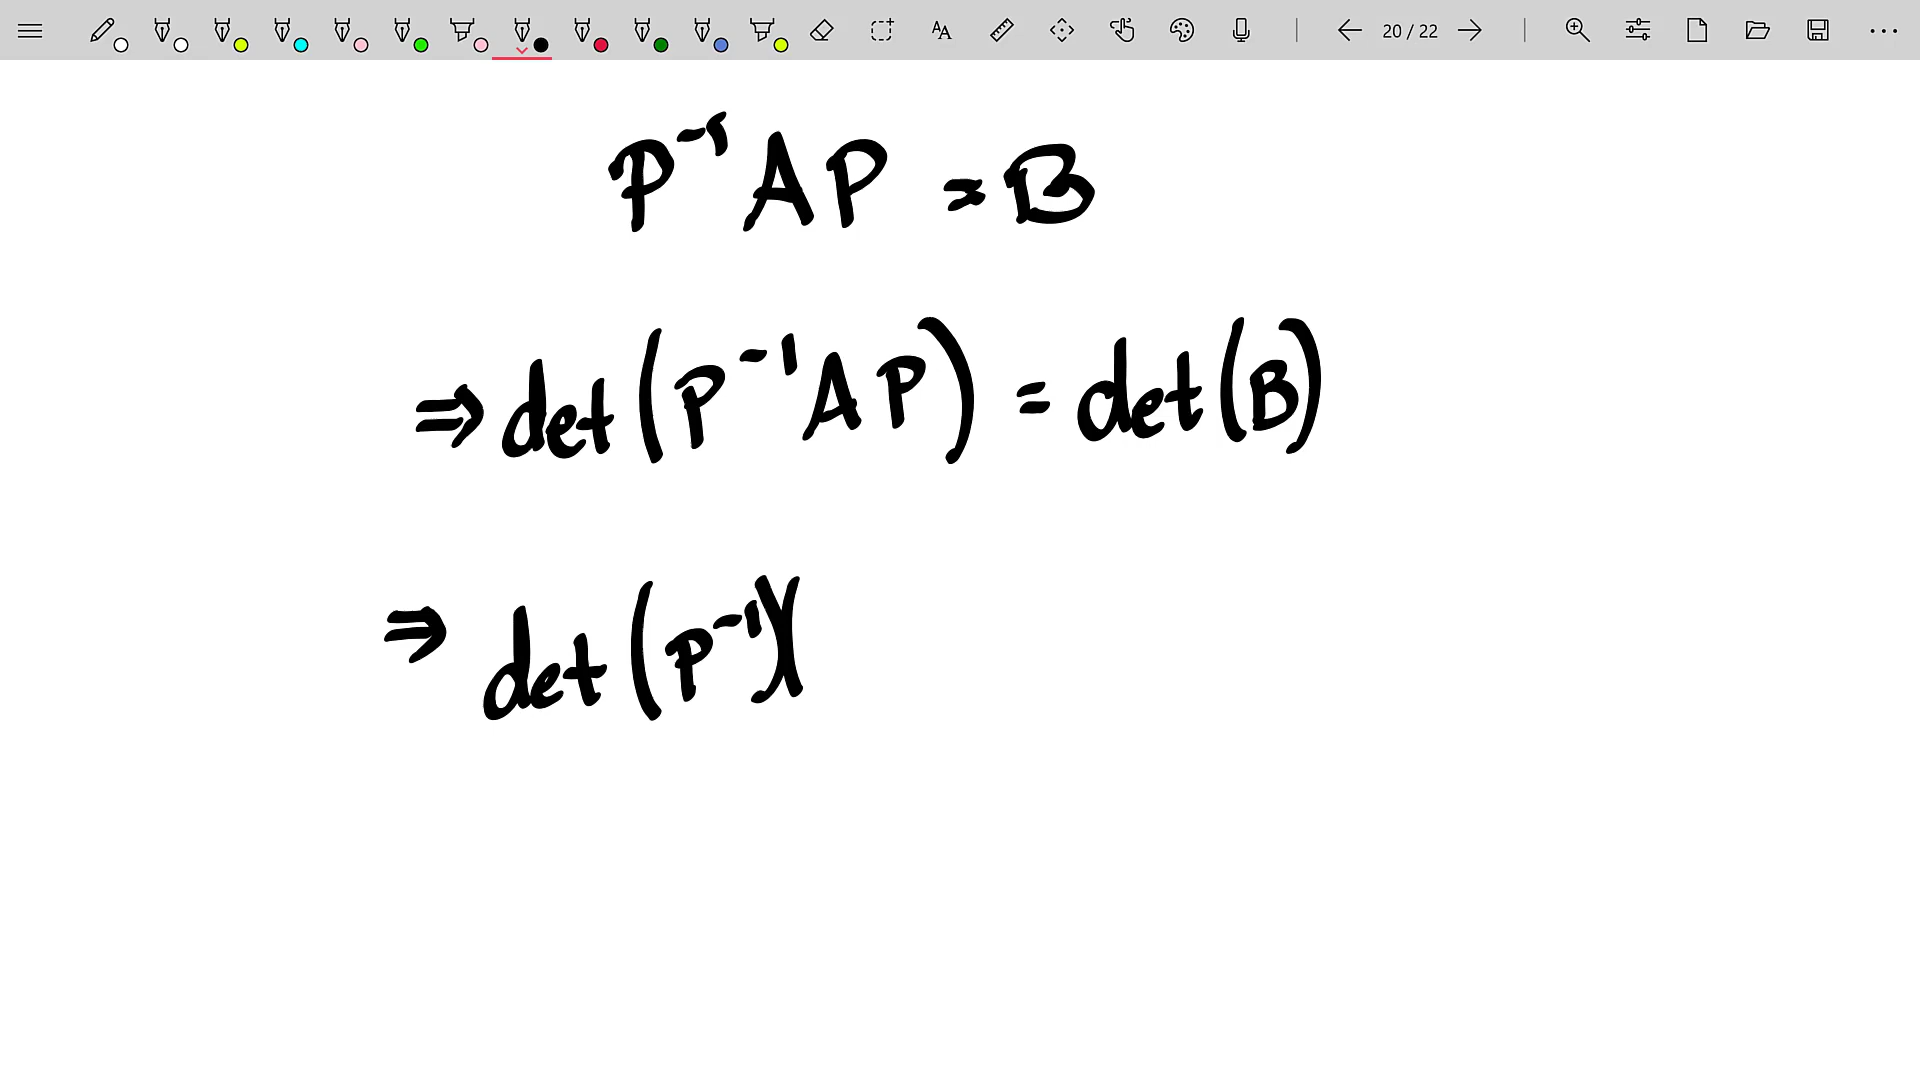 20 / 22
P⁻¹AP = B
⇒ det(P⁻¹AP) = det(B)
⇒ det(P⁻¹)(